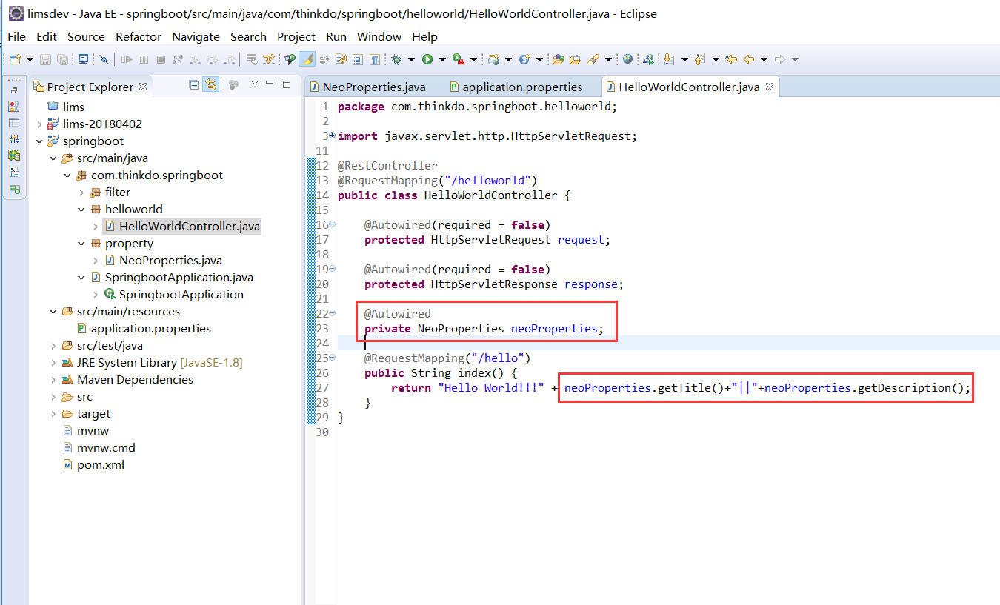 limsdev - Java EE - springboot/src/main/java/com/thinkdo/springboot/helloworld/HelloWorldController.java - Eclipse
File Edit Source Refactor Navigate Search Project Run Window Help
Project Explorer
lims
lims-20180402
springboot
src/main/java
com.thinkdo.springboot
filter
helloworld
HelloWorldController.java
property
NeoProperties.java
SpringbootApplication.java
SpringbootApplication
src/main/resources
application.properties
src/test/java
JRE System Library [JavaSE-1.8]
Maven Dependencies
src
target
mvnw
mvnw.cmd
pom.xml
NeoProperties.java application.properties HelloWorldController.java
1 package com.thinkdo.springboot.helloworld;
2
3 import javax.servlet.http.HttpServletRequest;
11
12 @RestController
13 @RequestMapping("/helloworld")
14 public class HelloWorldController {
15
16 @Autowired(required = false)
17 protected HttpServletRequest request;
18
19 @Autowired(required = false)
20 protected HttpServletResponse response;
21
22 @Autowired
23 private NeoProperties neoProperties;
24
25 @RequestMapping("/hello")
26 public String index() {
27 return "Hello World!!!" + neoProperties.getTitle()+"||"+neoProperties.getDescription();
28 }
29 }
30